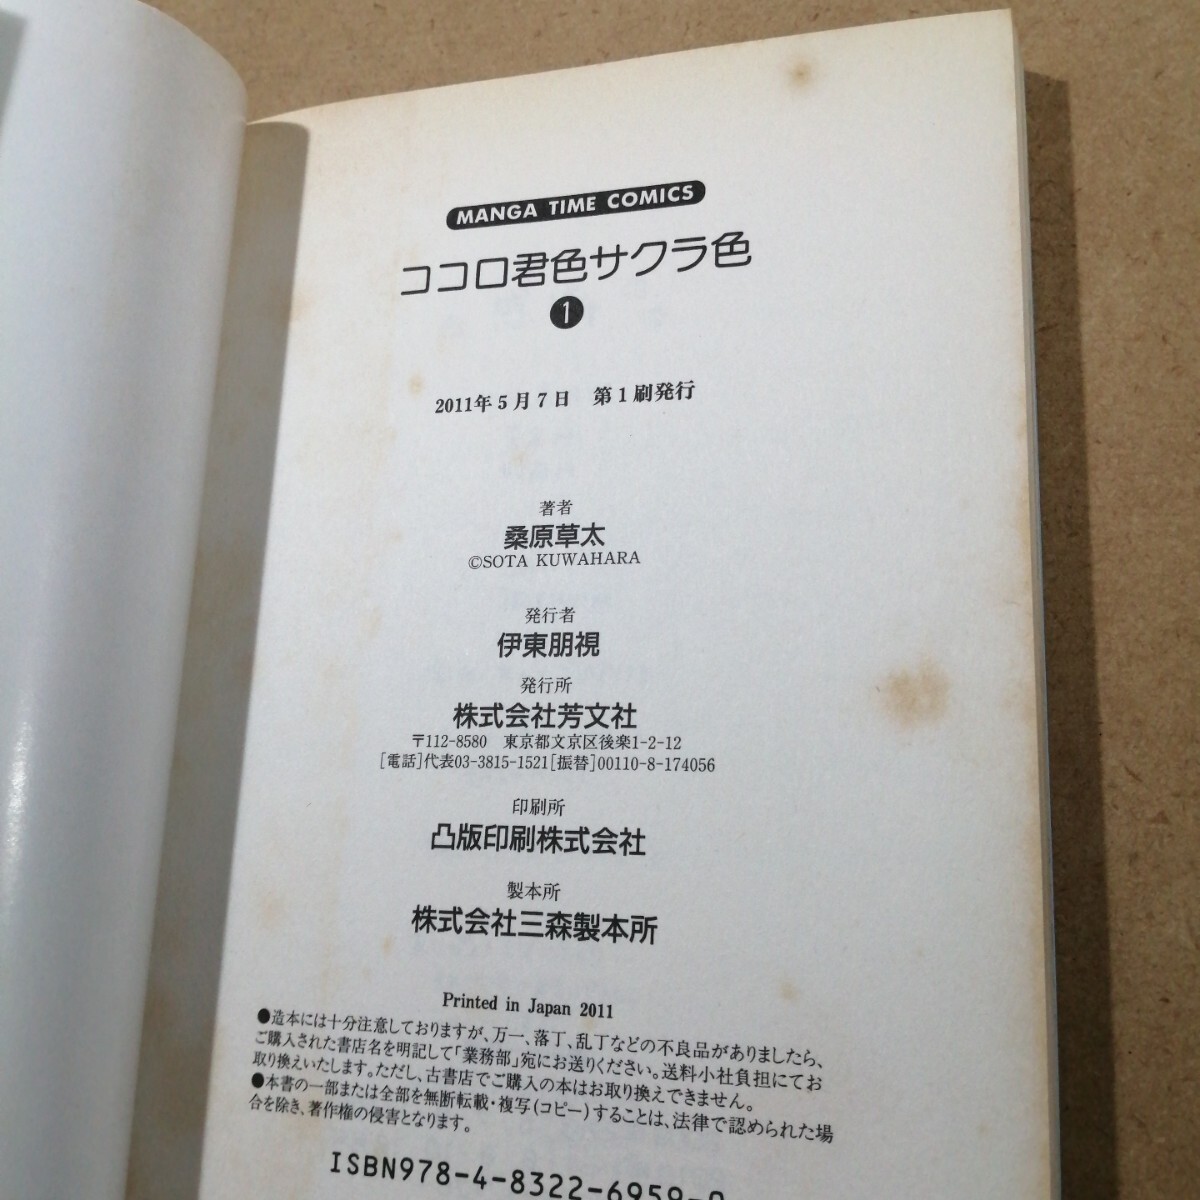 MANGA TIME COMICS
ココロ君色サクラ色
1
2011年5月7日 第1刷発行
著者
桑原草太
©SOTA KUWAHARA
発行者
伊東朋視
発行所
株式会社芳文社
〒112-8580 東京都文京区後楽1-2-12
[電話]代表03-3815-1521[振替]00110-8-174056
印刷所
凸版印刷株式会社
製本所
株式会社三森製本所
Printed in Japan 2011
●造本には十分注意しておりますが、万一、落丁、乱丁などの不良品がありましたら、
ご購入された書店名を明記して「業務部」宛にお送りください。送料小社負担にてお
取り換えいたします。ただし、古書店でご購入の本はお取り換えできません。
●本書の一部または全部を無断転載・複写(コピー)することは、法律で認められた場
合を除き、著作権の侵害となります。
ISBN978-4-8322-6959-0